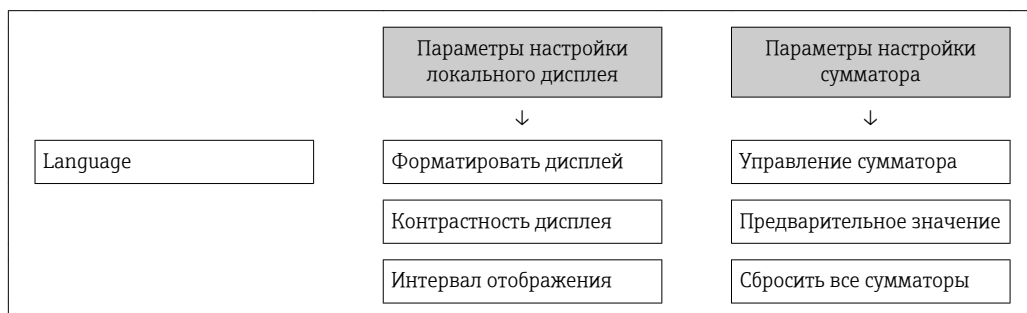 Параметры настройки
локального дисплея
Параметры настройки
сумматора
↓
↓
Language
Форматировать дисплей
Управление сумматора
Контрастность дисплея
Предварительное значение
Интервал отображения
Сбросить все сумматоры